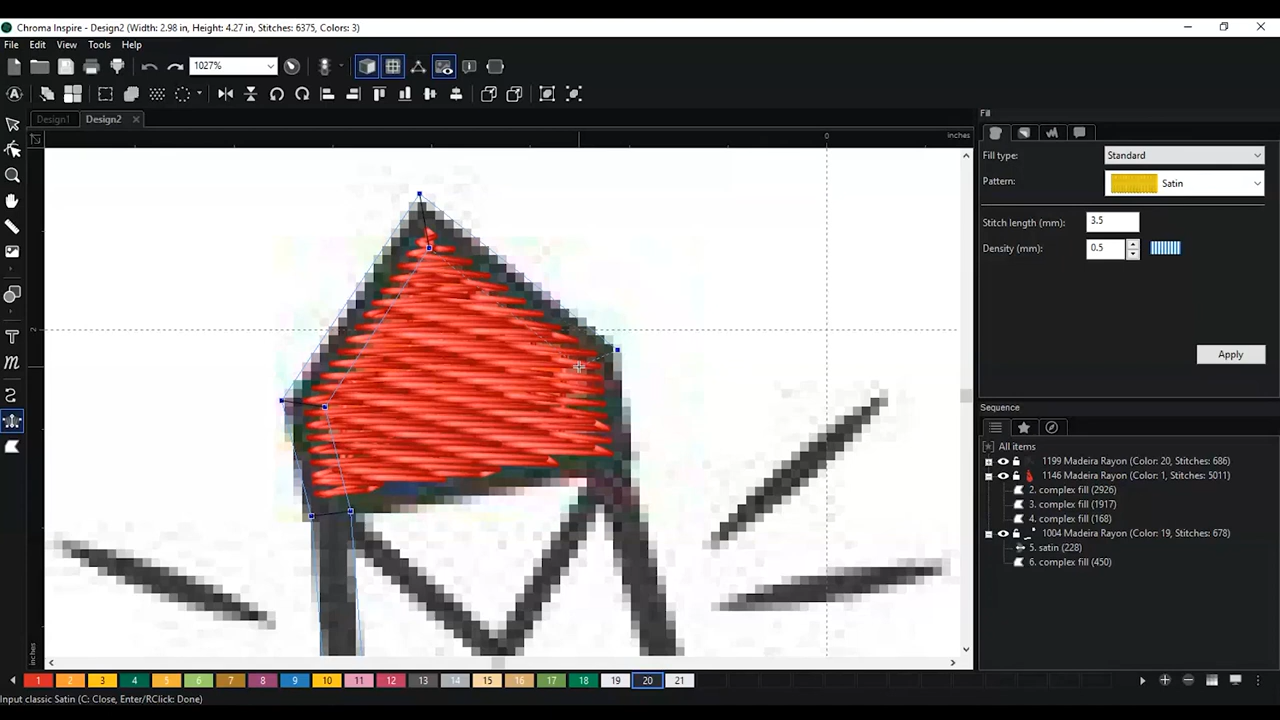 Chroma Inspire - Design2 (Width: 2.98 in, Height: 4.27 in, Stitches: 6375, Colors: 3)
File Edit View Tools Help
1027%
Design1 Design2
0 inches
2
inches
Fill
Fill type: Standard
Pattern: Satin
Stitch length (mm): 3.5
Density (mm): 0.5
Apply
Sequence
All items
1199 Madeira Rayon (Color: 20, Stitches: 686)
1146 Madeira Rayon (Color: 1, Stitches: 5011)
2. complex fill (2926)
3. complex fill (1917)
4. complex fill (168)
1004 Madeira Rayon (Color: 19, Stitches: 678)
5. satin (228)
6. complex fill (450)
1 2 3 4 5 6 7 8 9 10 11 12 13 14 15 16 17 18 19 20 21
Input classic Satin (C: Close, Enter/RClick: Done)